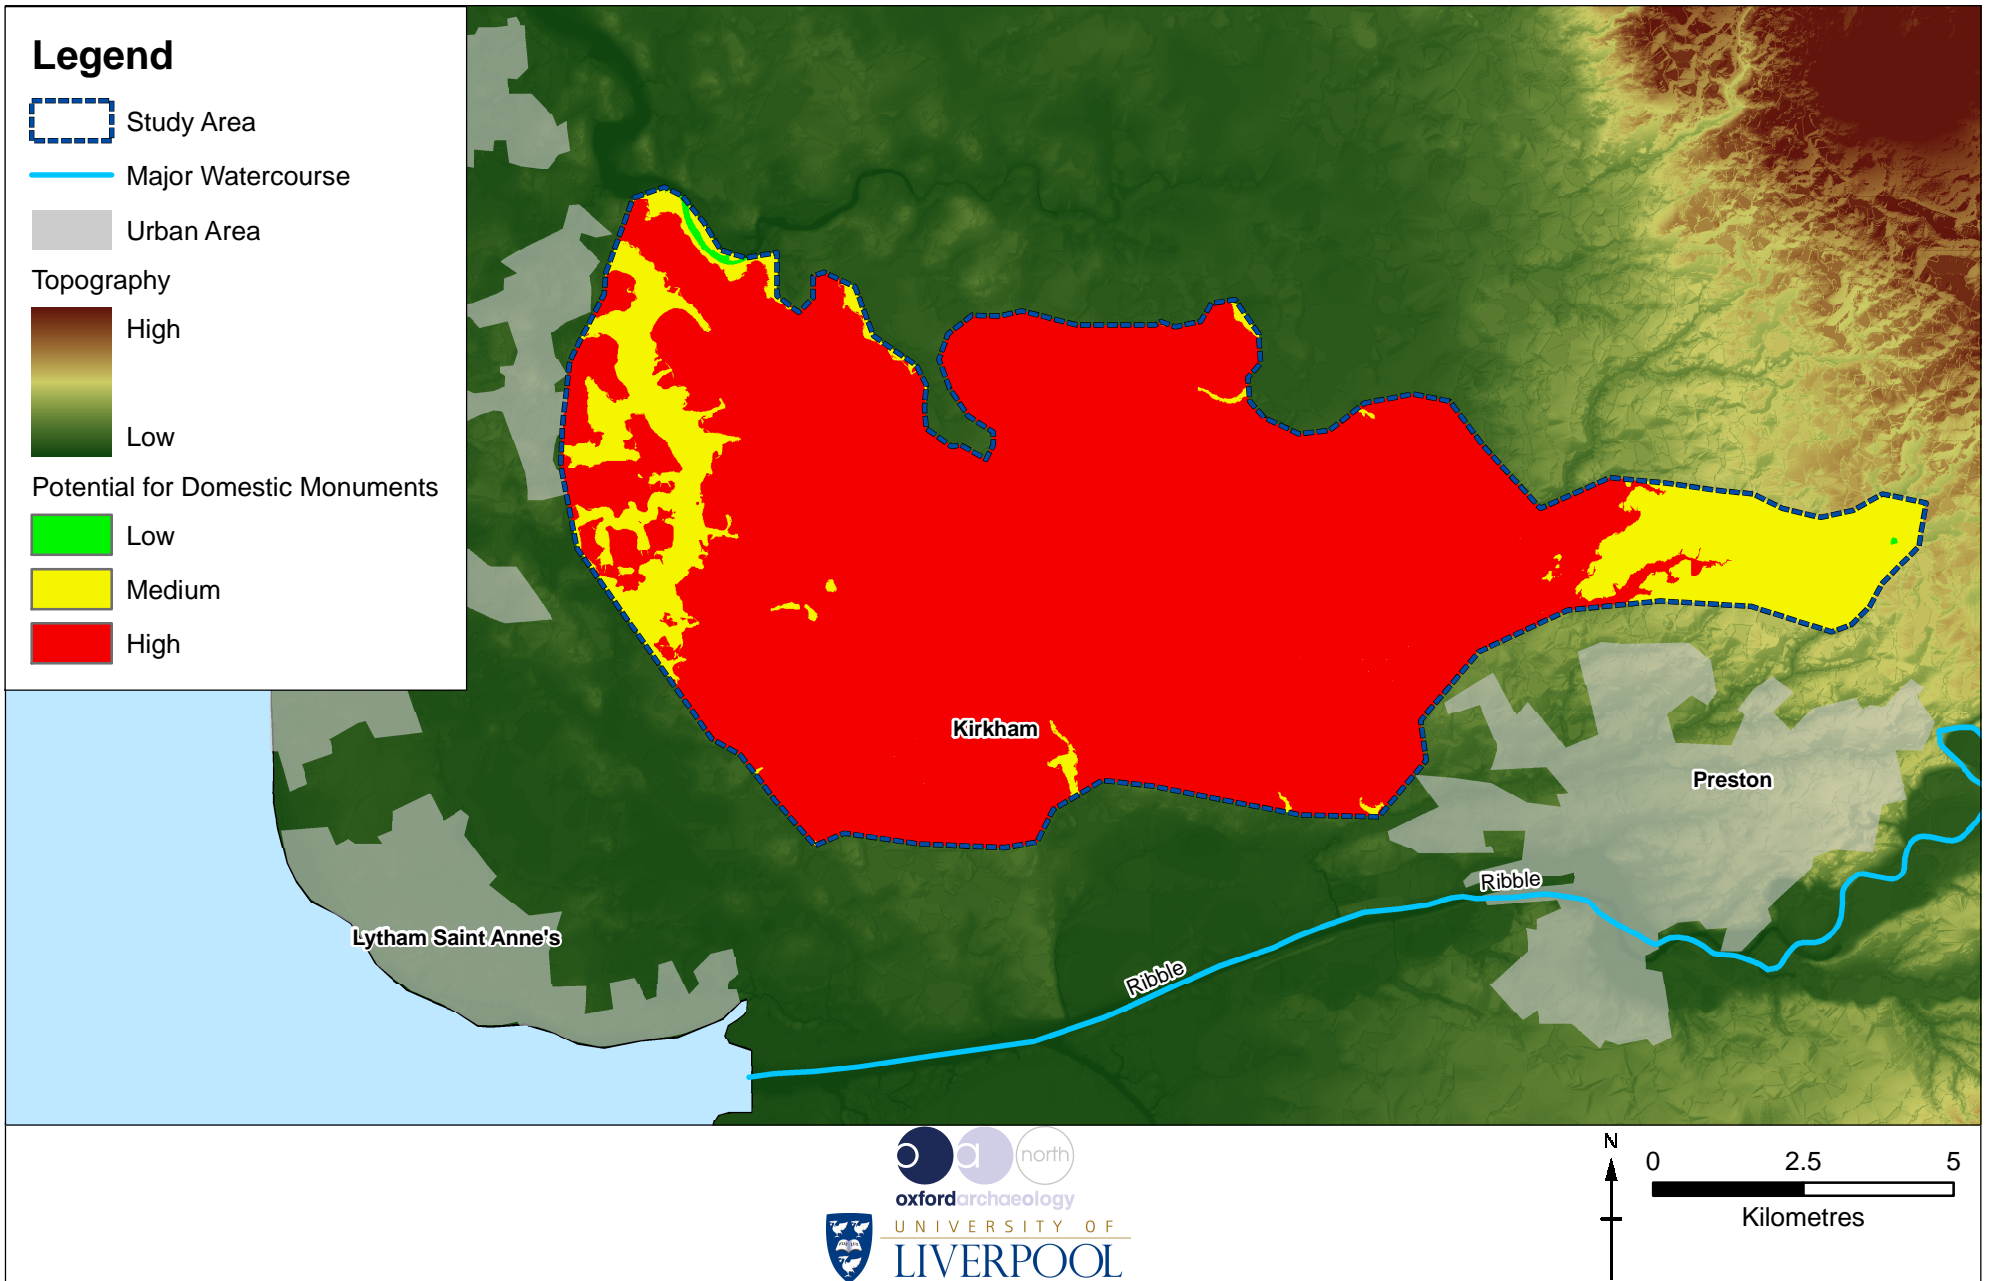 Legend
Study Area
Major Watercourse
Urban Area
Topography
High
Low
Potential for Domestic Monuments
Low
Medium
High
Kirkham
Preston
Ribble
Lytham Saint Anne's
Ribble
N
0 2.5 5
Kilometres
oa north
oxfordarchaeology
UNIVERSITY OF
LIVERPOOL